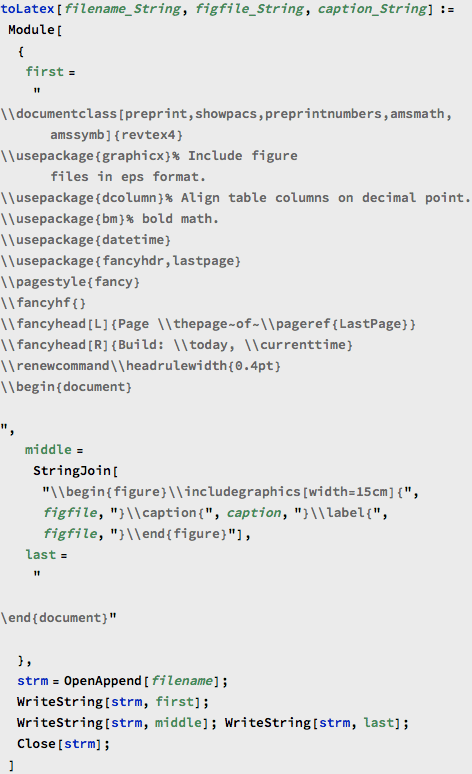 toLatex[filename_String, figfile_String, caption_String] :=
Module[
{
first =
"
\\documentclass[preprint,showpacs,preprintnumbers,amsmath,
amssymb]{revtex4}
\\usepackage{graphicx}% Include figure
files in eps format.
\\usepackage{dcolumn}% Align table columns on decimal point.
\\usepackage{bm}% bold math.
\\usepackage{datetime}
\\usepackage{fancyhdr,lastpage}
\\pagestyle{fancy}
\\fancyhf{}
\\fancyhead[L]{Page \\thepage~of~\\pageref{LastPage}}
\\fancyhead[R]{Build: \\today, \\currenttime}
\\renewcommand\\headrulewidth{0.4pt}
\\begin{document}
",
middle =
StringJoin[
"\\begin{figure}\\includegraphics[width=15cm]{",
figfile, "}\\caption{", caption, "}\\label{",
figfile, "}\\end{figure}"],
last =
"
\end{document}"
},
strm = OpenAppend[filename];
WriteString[strm, first];
WriteString[strm, middle]; WriteString[strm, last];
Close[strm];
]